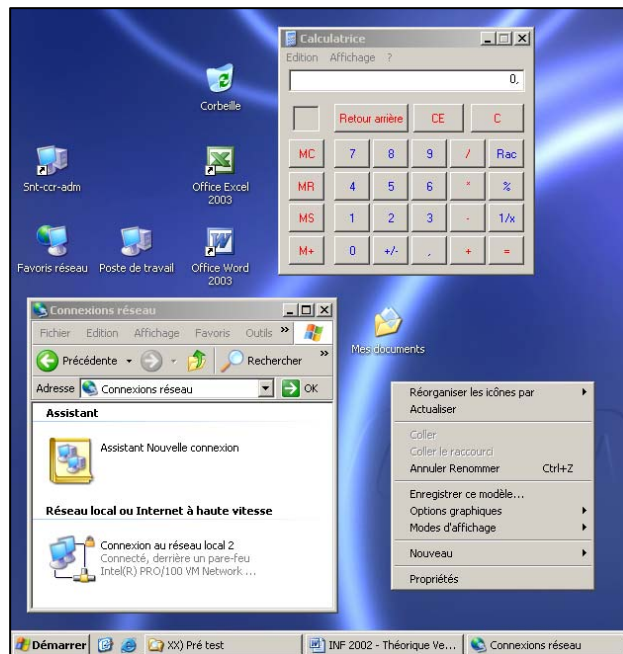 Calculatrice
Edition Affichage ?
0,
Retour arrière CE C
MC 7 8 9 / Rac
MR 4 5 6 * %
MS 1 2 3 - 1/x
M+ 0 +/- , + =
Corbeille
Snt-ccr-adm
Office Excel
2003
Favoris réseau
Poste de travail
Office Word
2003
Mes documents
Connexions réseau
Fichier Edition Affichage Favoris Outils »
Précédente Rechercher »
Adresse Connexions réseau OK
Assistant
Assistant Nouvelle connexion
Réseau local ou Internet à haute vitesse
Connexion au réseau local 2
Connecté, derrière un pare-feu
Intel(R) PRO/100 VM Network ...
Réorganiser les icônes par
Actualiser
Coller
Coller le raccourci
Annuler Renommer Ctrl+Z
Enregistrer ce modèle...
Options graphiques
Modes d'affichage
Nouveau
Propriétés
Démarrer XX) Pré test INF 2002 - Théorique Ve... Connexions réseau